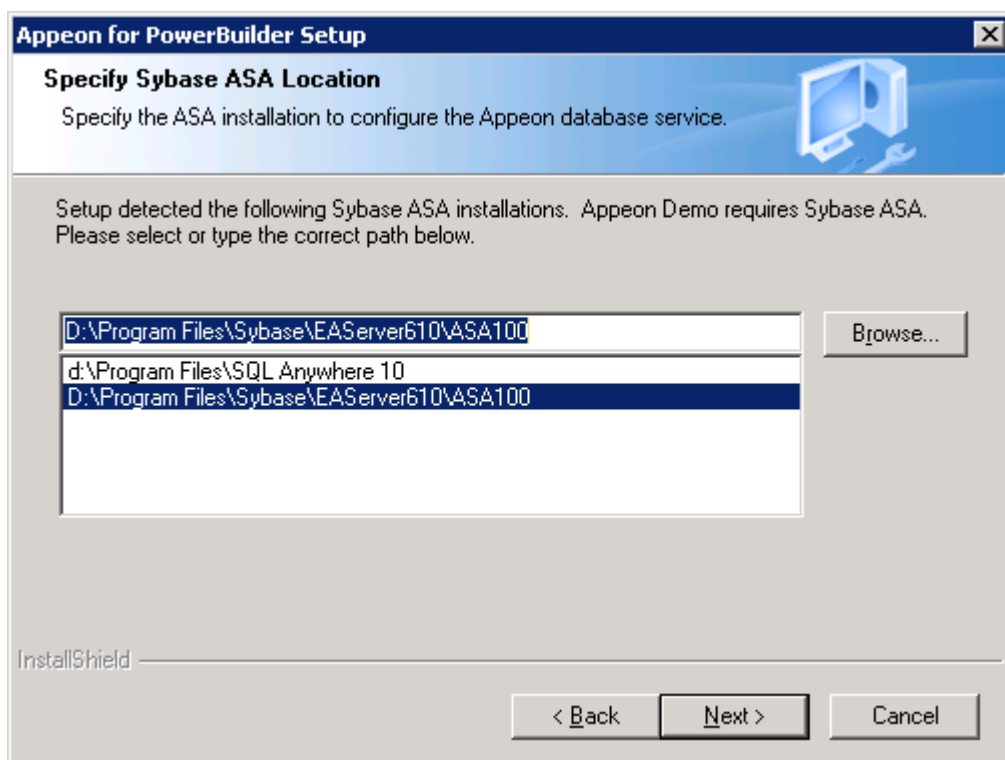 Appeon for PowerBuilder Setup
Specify Sybase ASA Location
Specify the ASA installation to configure the Appeon database service.
Setup detected the following Sybase ASA installations.  Appeon Demo requires Sybase ASA.
Please select or type the correct path below.
D:\Program Files\Sybase\EAServer610\ASA100
Browse...
d:\Program Files\SQL Anywhere 10
D:\Program Files\Sybase\EAServer610\ASA100
InstallShield
< Back
Next >
Cancel